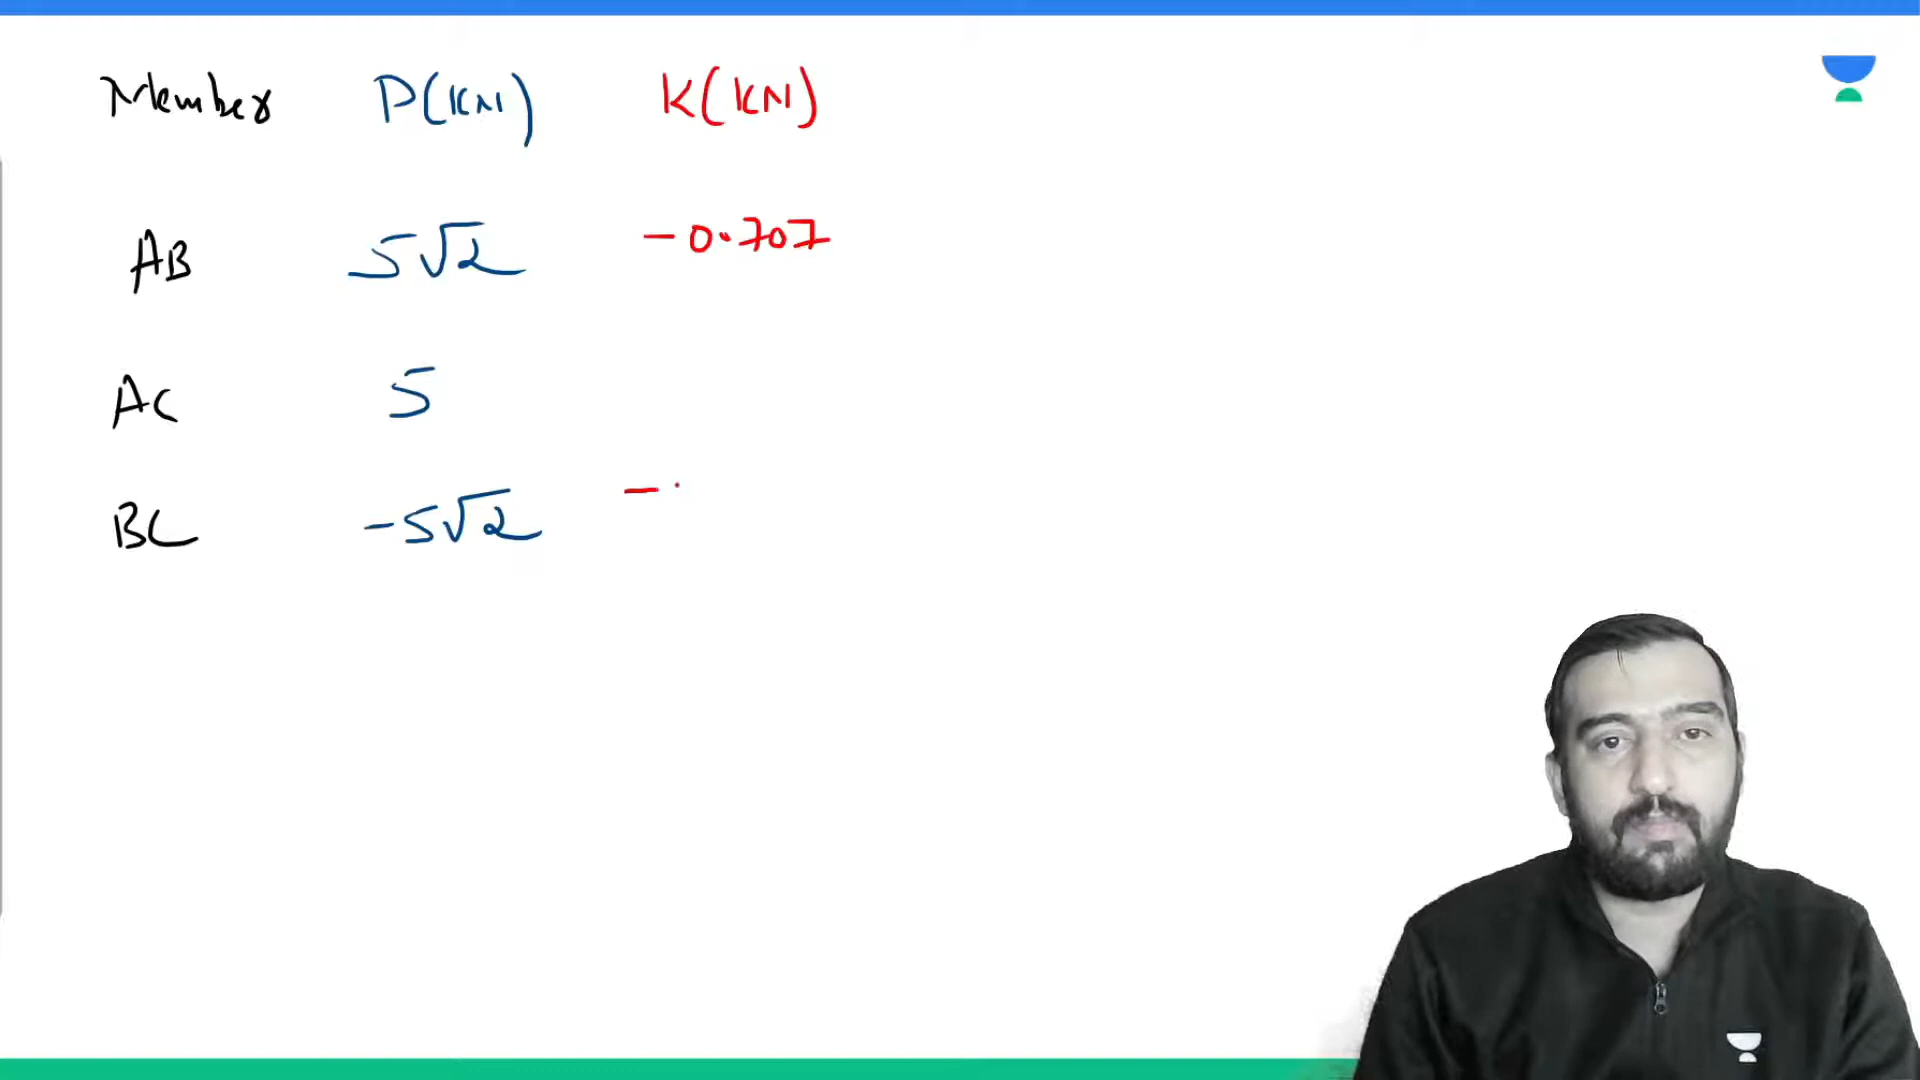 Member P(KN) K(KN)
AB 5√2 -0.707
AC 5
BC -5√2 -